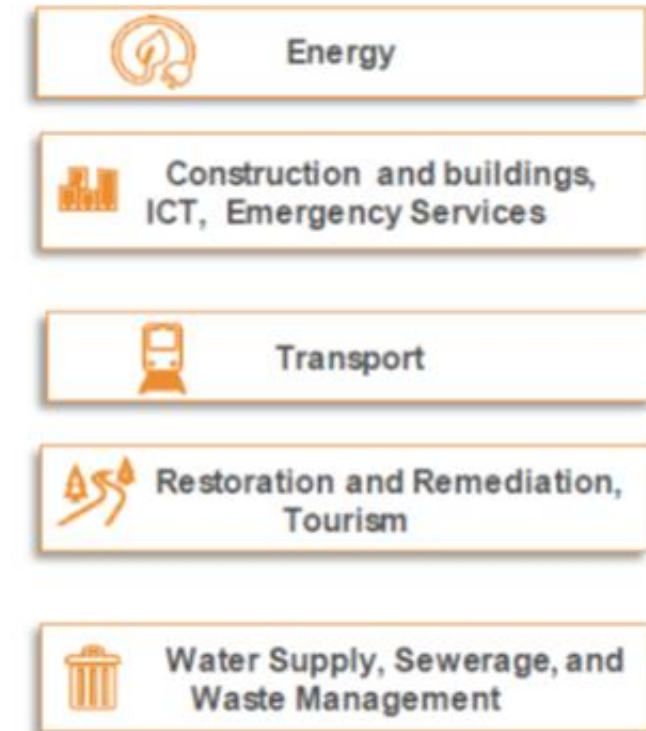 Energy
Construction and buildings,
ICT, Emergency Services
Transport
Restoration and Remediation,
Tourism
Water Supply, Sewerage, and
Waste Management